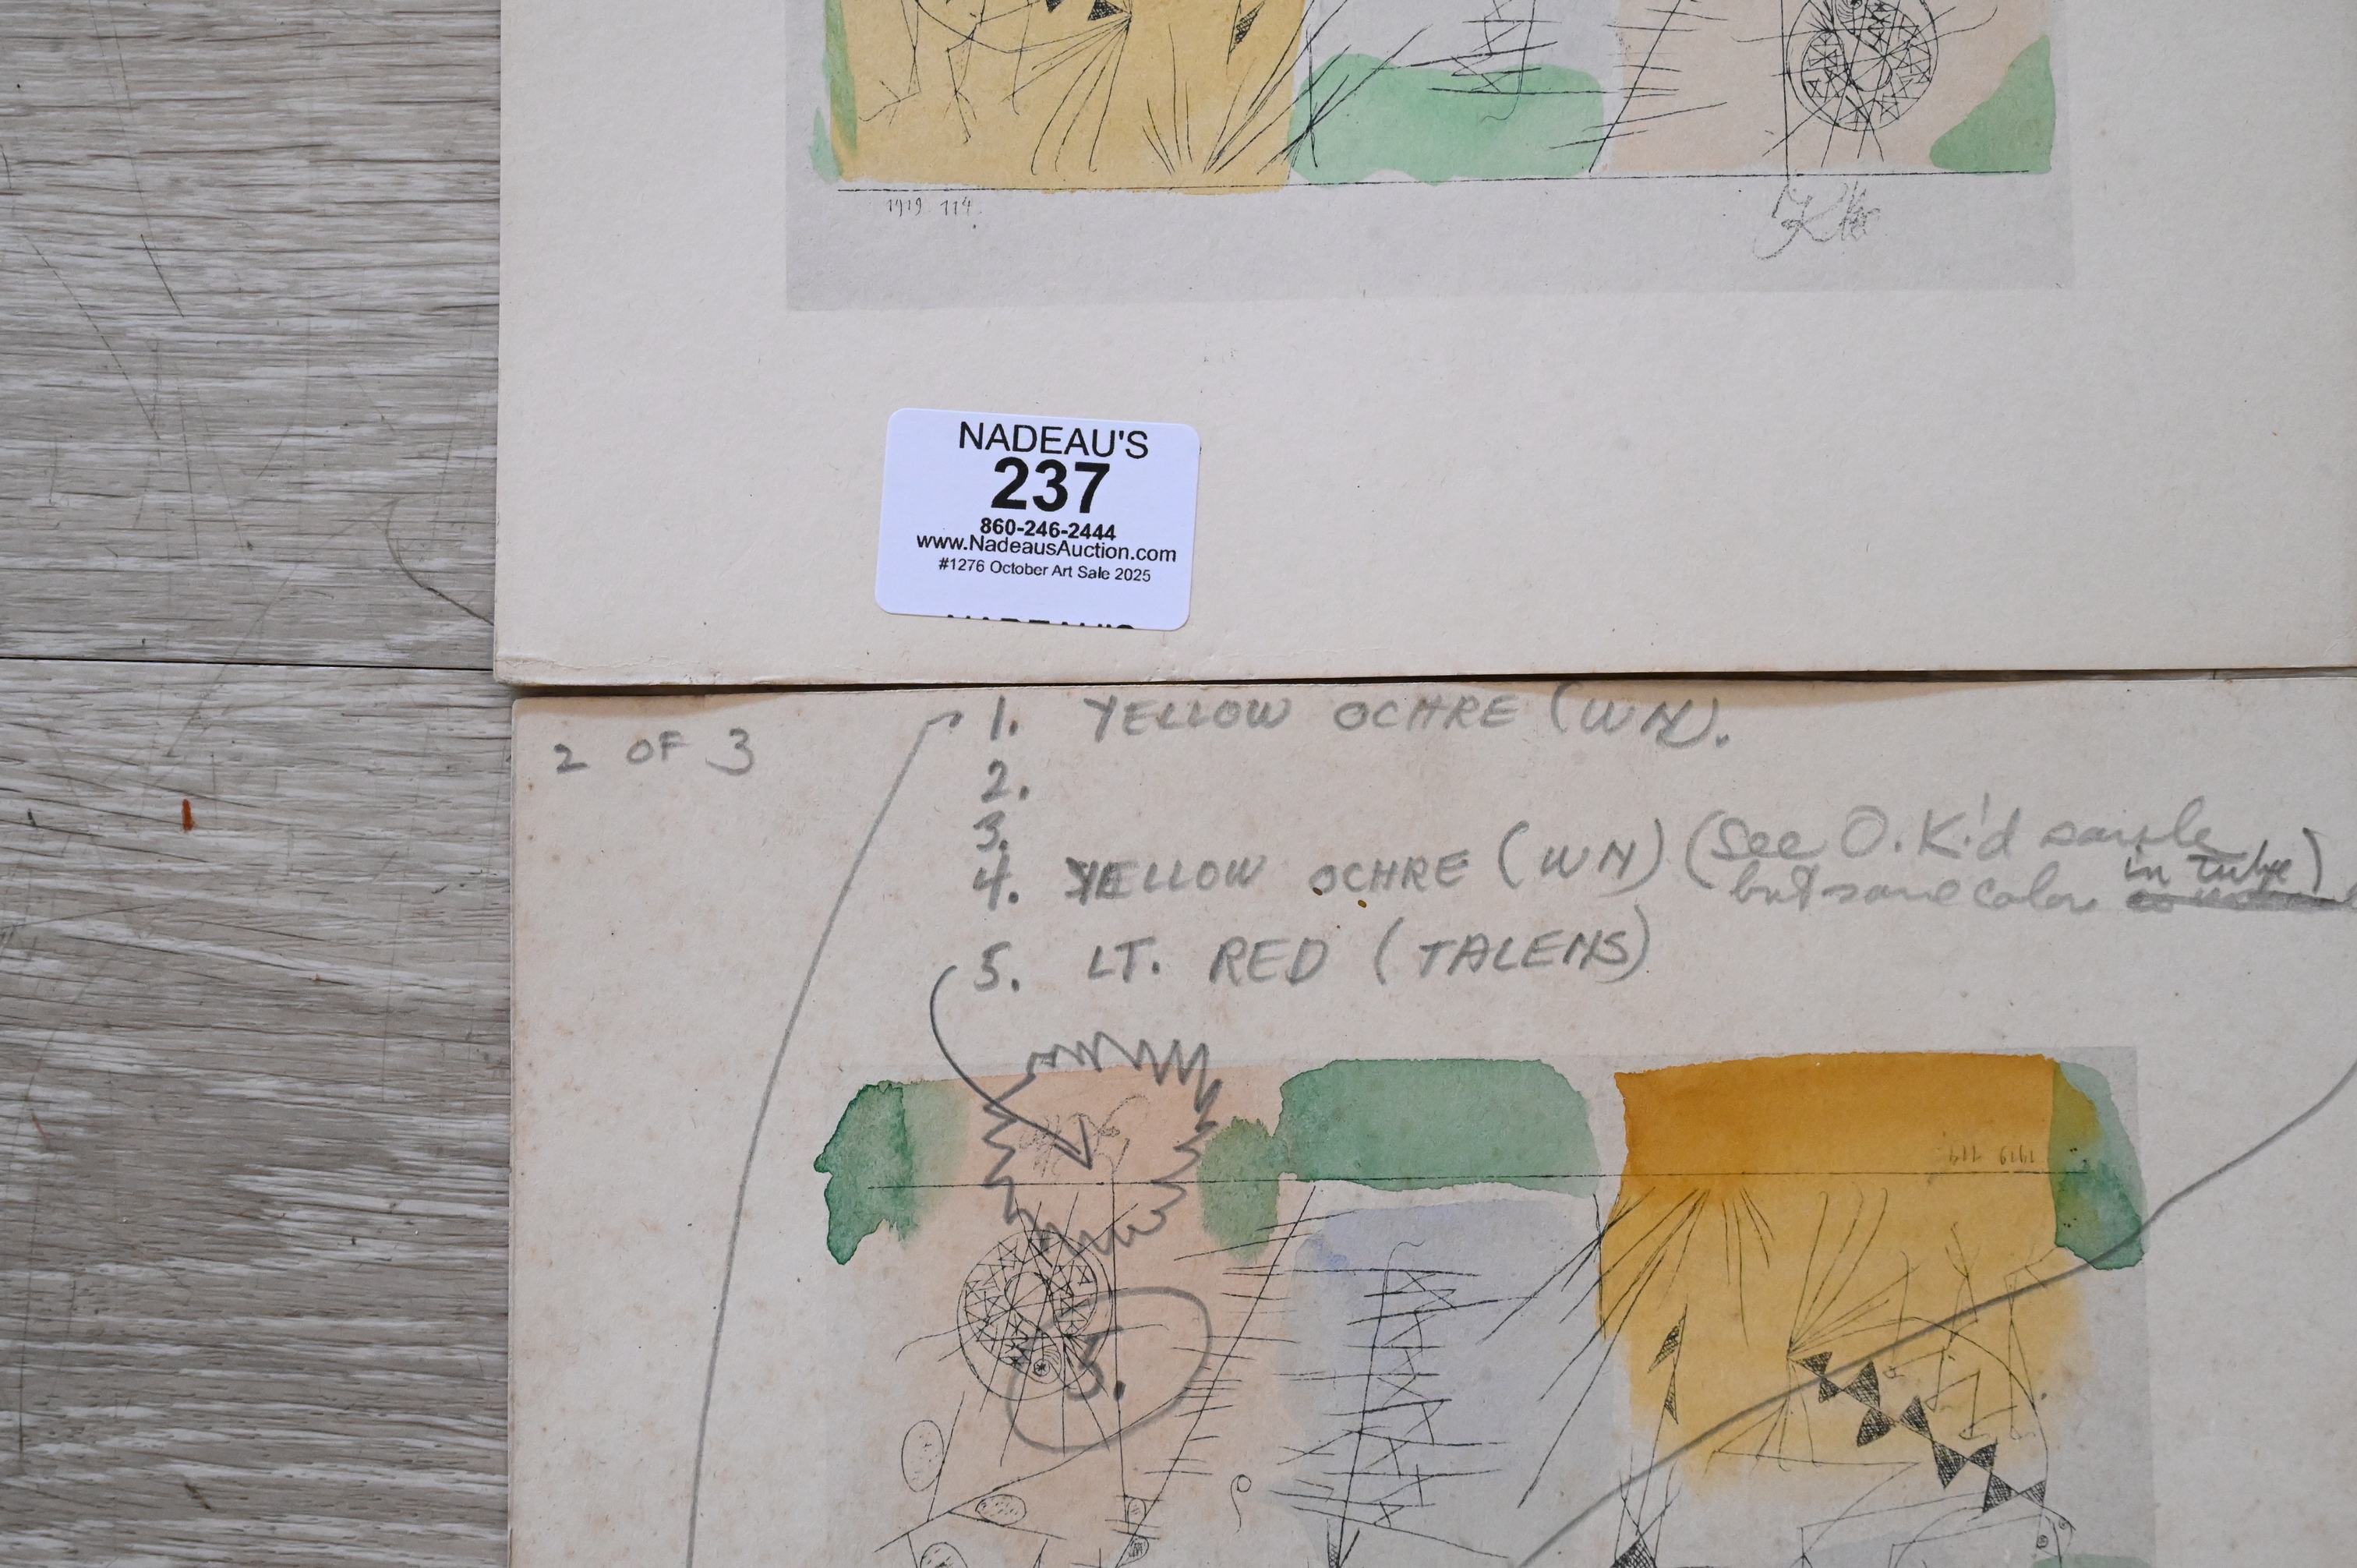 1919. 114.
Klee
NADEAU'S
237
860-246-2444
www.NadeausAuction.com
#1276 October Art Sale 2025
NADEAU'S
2 OF 3
1. YELLOW OCHRE (WN).
2.
3.
4. YELLOW OCHRE (WN) (See O.K.'d sample
but same color in tube)
5. LT. RED (TALENS)
1919 114.
5.